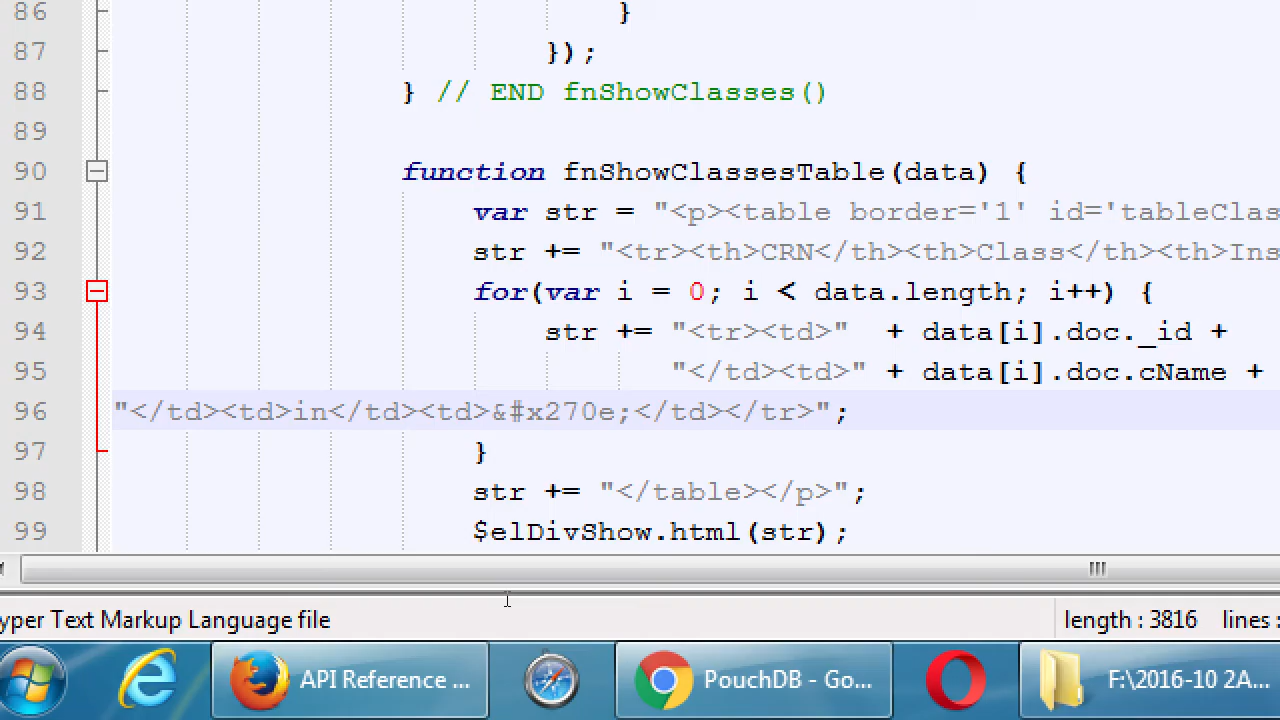 86 }
87 });
88 } // END fnShowClasses()
89
90 function fnShowClassesTable(data) {
91 var str = "<p><table border='1' id='tableClas
92 str += "<tr><th>CRN</th><th>Class</th><th>Ins
93 for(var i = 0; i < data.length; i++) {
94 str += "<tr><td>" + data[i].doc._id +
95 "</td><td>" + data[i].doc.cName +
96 "</td><td>in</td><td>&#x270e;</td></tr>";
97 }
98 str += "</table></p>";
99 $elDivShow.html(str);
yper Text Markup Language file length : 3816 lines :
API Reference ... PouchDB - Go... F:\2016-10 2A...